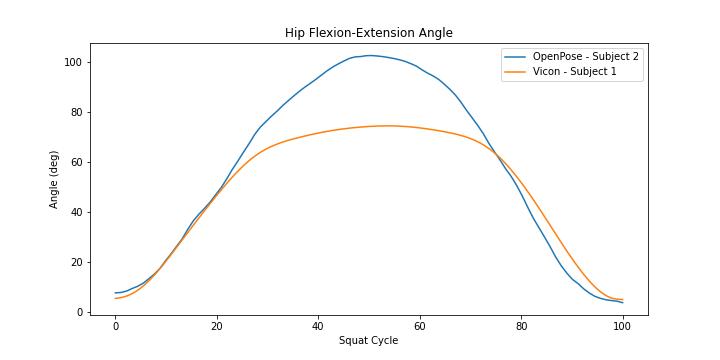 Hip Flexion-Extension Angle
OpenPose - Subject 2
Vicon - Subject 1
Angle (deg)
100
80
60
40
20
0
0 20 40 60 80 100
Squat Cycle